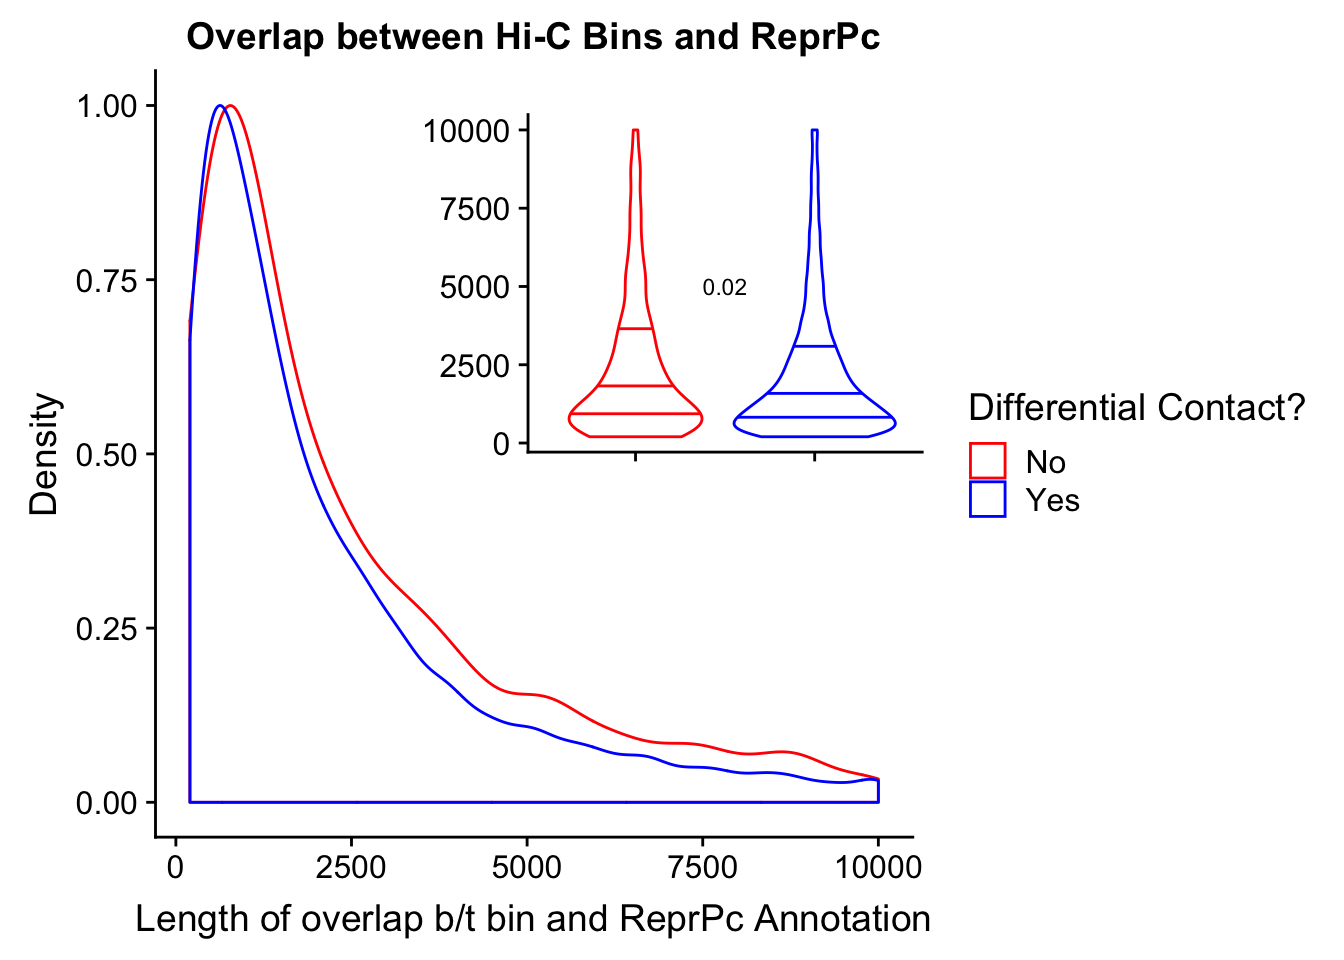 Overlap between Hi-C Bins and ReprPc
Density
1.00
0.75
0.50
0.25
0.00
0
2500
5000
7500
10000
Length of overlap b/t bin and ReprPc Annotation
10000
7500
5000
2500
0
0.02
Differential Contact?
No
Yes